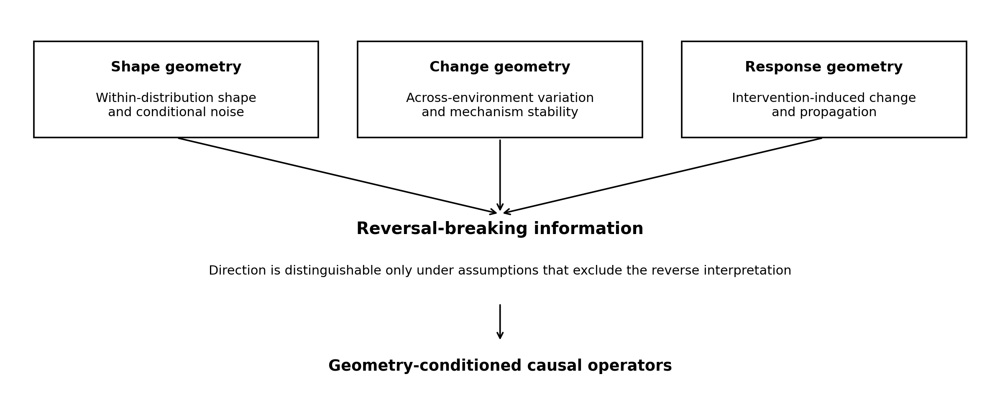 Shape geometry
Within-distribution shape
and conditional noise
Change geometry
Across-environment variation
and mechanism stability
Response geometry
Intervention-induced change
and propagation
Reversal-breaking information
Direction is distinguishable only under assumptions that exclude the reverse interpretation
Geometry-conditioned causal operators